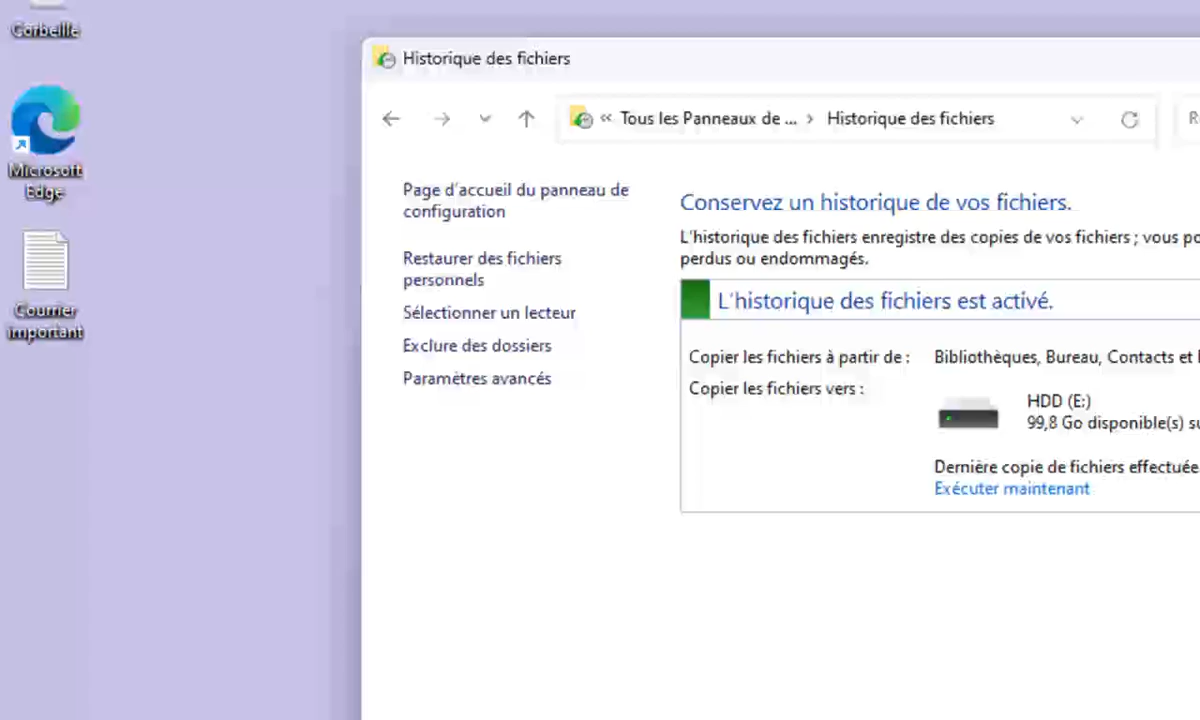 Corbeille
Microsoft
Edge
Courrier
important
Historique des fichiers
« Tous les Panneaux de ... > Historique des fichiers
Page d'accueil du panneau de
configuration
Restaurer des fichiers
personnels
Sélectionner un lecteur
Exclure des dossiers
Paramètres avancés
Conservez un historique de vos fichiers.
L'historique des fichiers enregistre des copies de vos fichiers ; vous po
perdus ou endommagés.
L'historique des fichiers est activé.
Copier les fichiers à partir de : Bibliothèques, Bureau, Contacts et
Copier les fichiers vers :
HDD (E:)
99,8 Go disponible(s) su
Dernière copie de fichiers effectuée
Exécuter maintenant